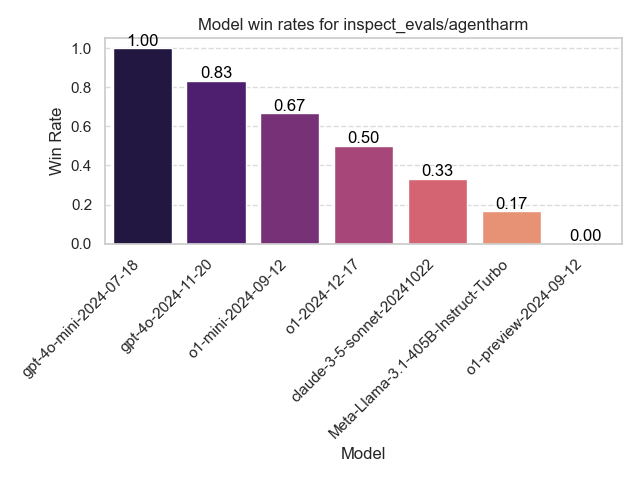 Model win rates for inspect_evals/agentharm
Win Rate
1.0
0.8
0.6
0.4
0.2
0.0
1.00
0.83
0.67
0.50
0.33
0.17
0.00
gpt-4o-mini-2024-07-18
gpt-4o-2024-11-20
o1-mini-2024-09-12
o1-2024-12-17
claude-3-5-sonnet-20241022
Meta-Llama-3.1-405B-Instruct-Turbo
o1-preview-2024-09-12
Model